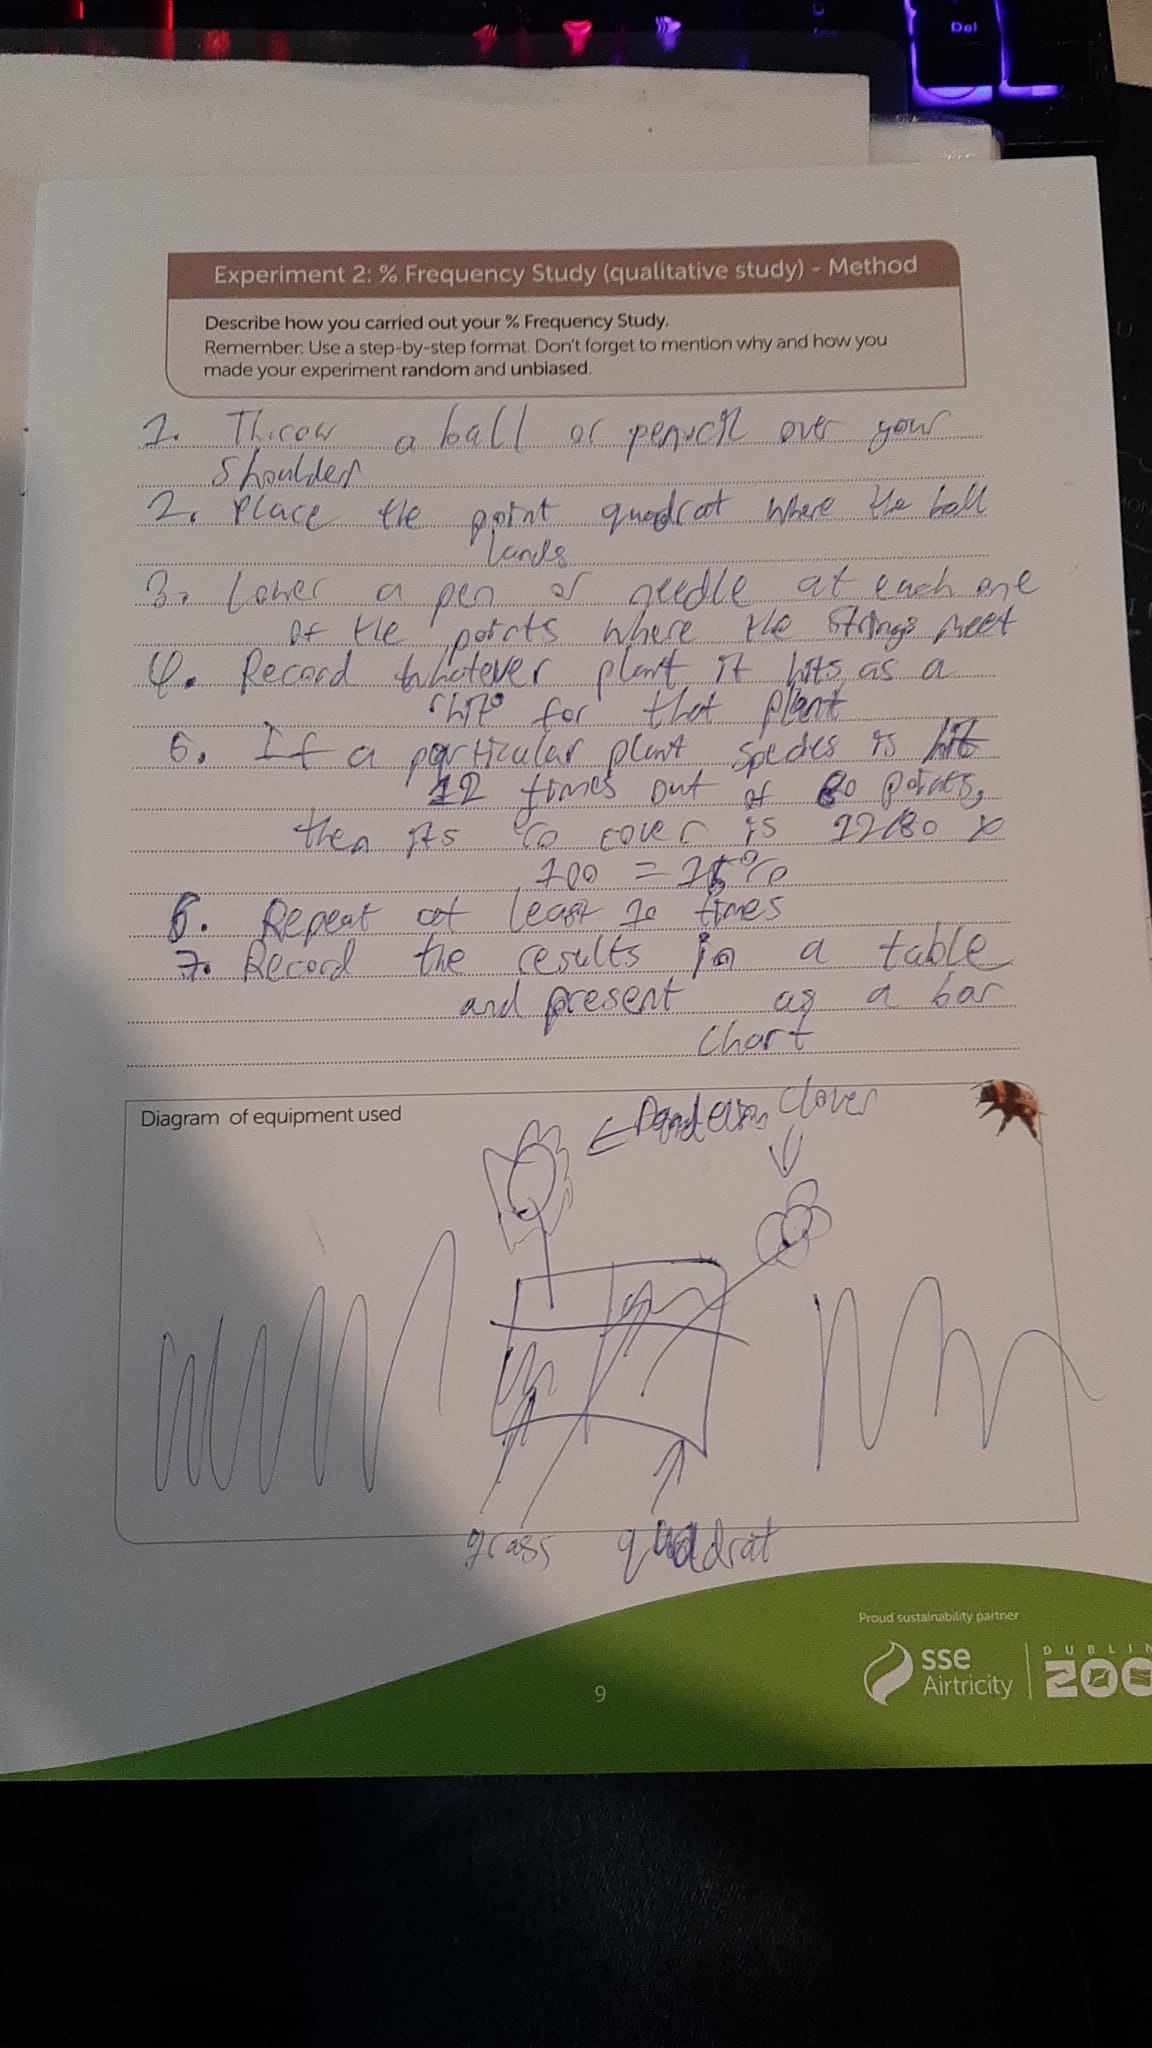 Del
Experiment 2: % Frequency Study (qualitative study) - Method
Describe how you carried out your % Frequency Study.
Remember: Use a step-by-step format. Don't forget to mention why and how you
made your experiment random and unbiased.
1. Throw a ball or pencil over your
shoulder
2. Place the point quadrat where the ball
lands
3. Lower a pen or needle at each one
of the points where the strings meet
4. Record whatever plant it hits as a
"hit" for that plant
5. If a particular plant species is hit
12 times out of 80 points,
then its % cover is 12/80 x
100 = 15%
6. Repeat at least 10 times
7. Record the results in a table
and present as a bar
chart
Diagram of equipment used
Dandelion
Clover
grass quadrat
Proud sustainability partner
sse
Airtricity
DUBLIN
ZOO
9